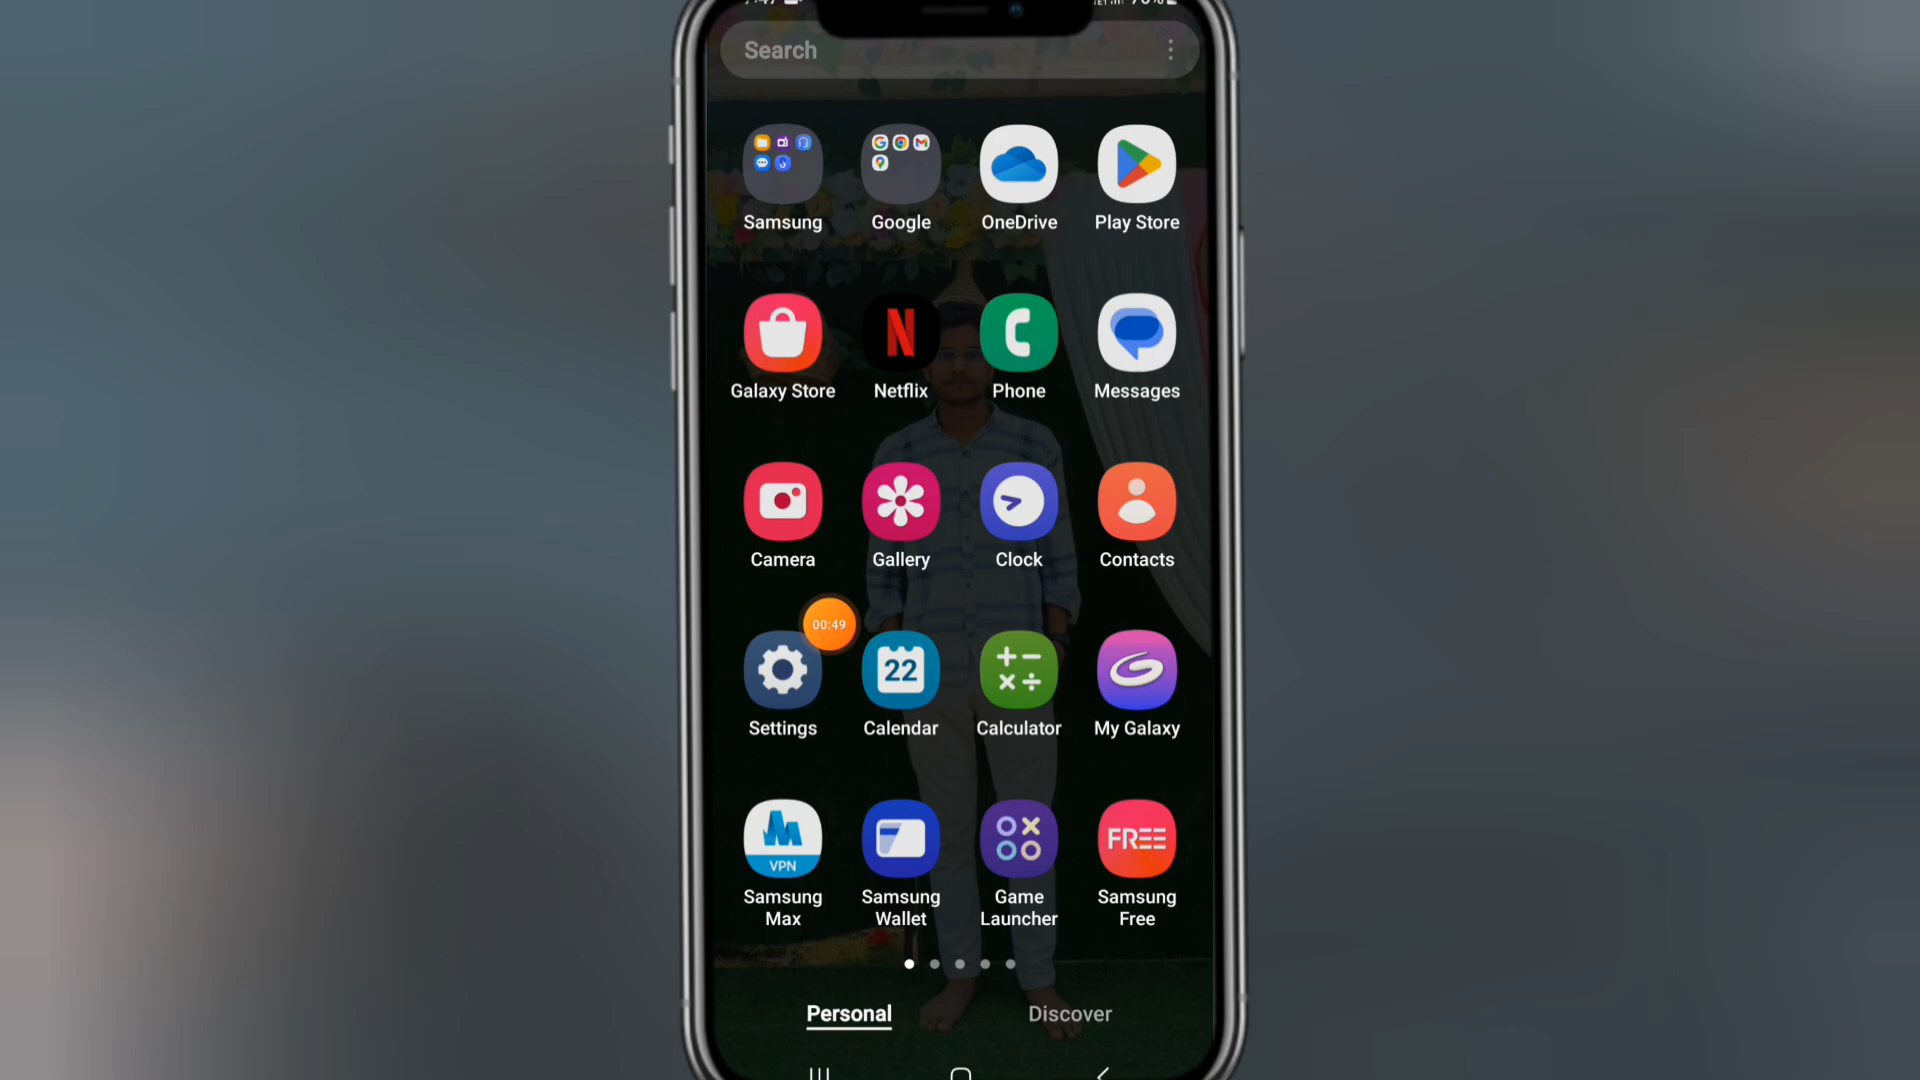 Search
Samsung Google OneDrive Play Store
N
Galaxy Store Netflix Phone Messages
Camera Gallery Clock Contacts
00:49
22
Settings Calendar Calculator My Galaxy
VPN
FREE
Samsung Max Samsung Wallet Game Launcher Samsung Free
Personal Discover